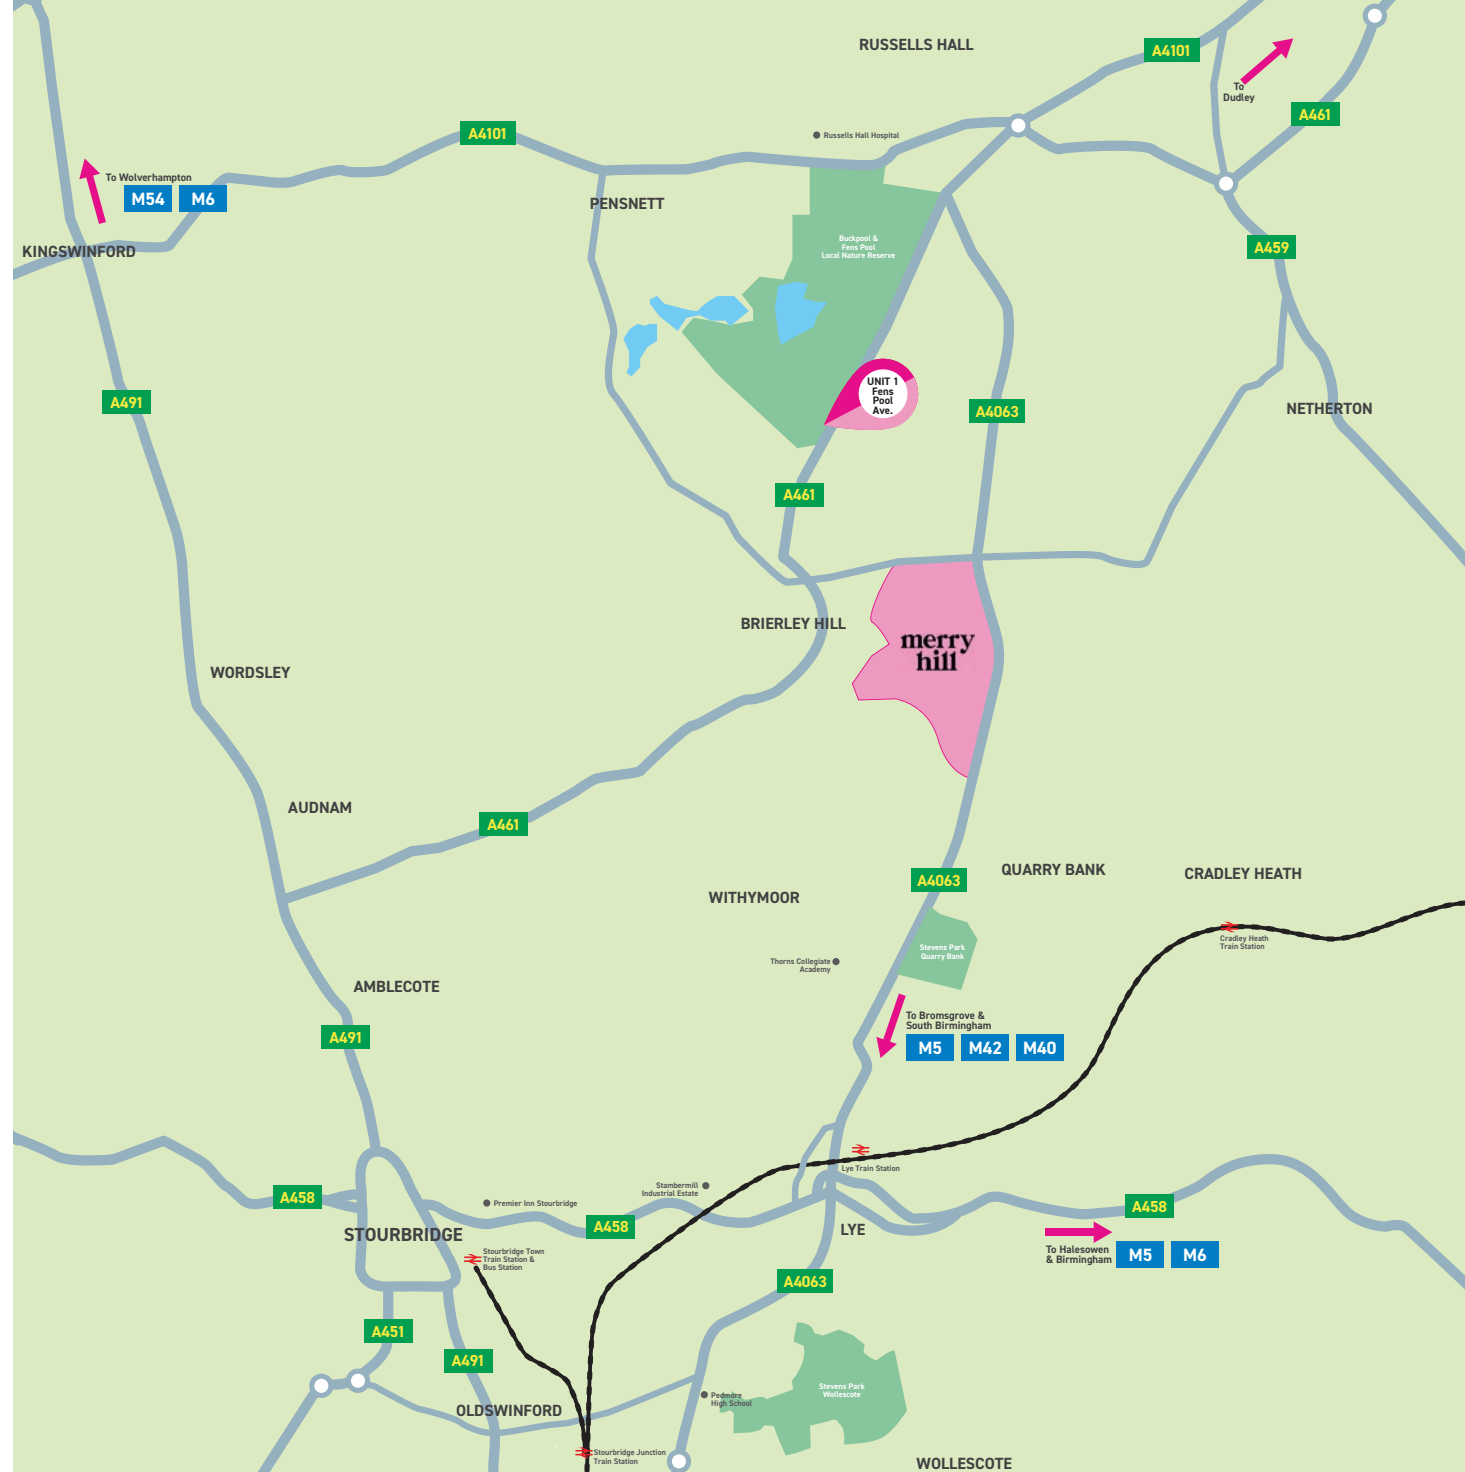 RUSSELLS HALL
A4101
To
Dudley
A461
A4101
Russells Hall Hospital
To Wolverhampton
M54
M6
PENSNETT
KINGSWINFORD
Buckpool &
Fens Pool
Local Nature Reserve
A459
UNIT 1
Fens
Pool
Ave.
A491
A4063
NETHERTON
A461
BRIERLEY HILL
merry
hill
WORDSLEY
AUDNAM
A461
A4063
QUARRY BANK
CRADLEY HEATH
WITHYMOOR
Stevens Park
Quarry Bank
Cradley Heath
Train Station
Thorns Collegiate
Academy
AMBLECOTE
To Bromsgrove &
South Birmingham
M5
M42
M40
A491
Lye Train Station
Stambermill
Industrial Estate
A458
Premier Inn Stourbridge
A458
A458
STOURBRIDGE
LYE
Stourbridge Town
Train Station &
Bus Station
To Halesowen
& Birmingham
M5
M6
A4063
A451
A491
Stevens Park
Wollescote
Pedmore
High School
OLDSWINFORD
Stourbridge Junction
Train Station
WOLLESCOTE